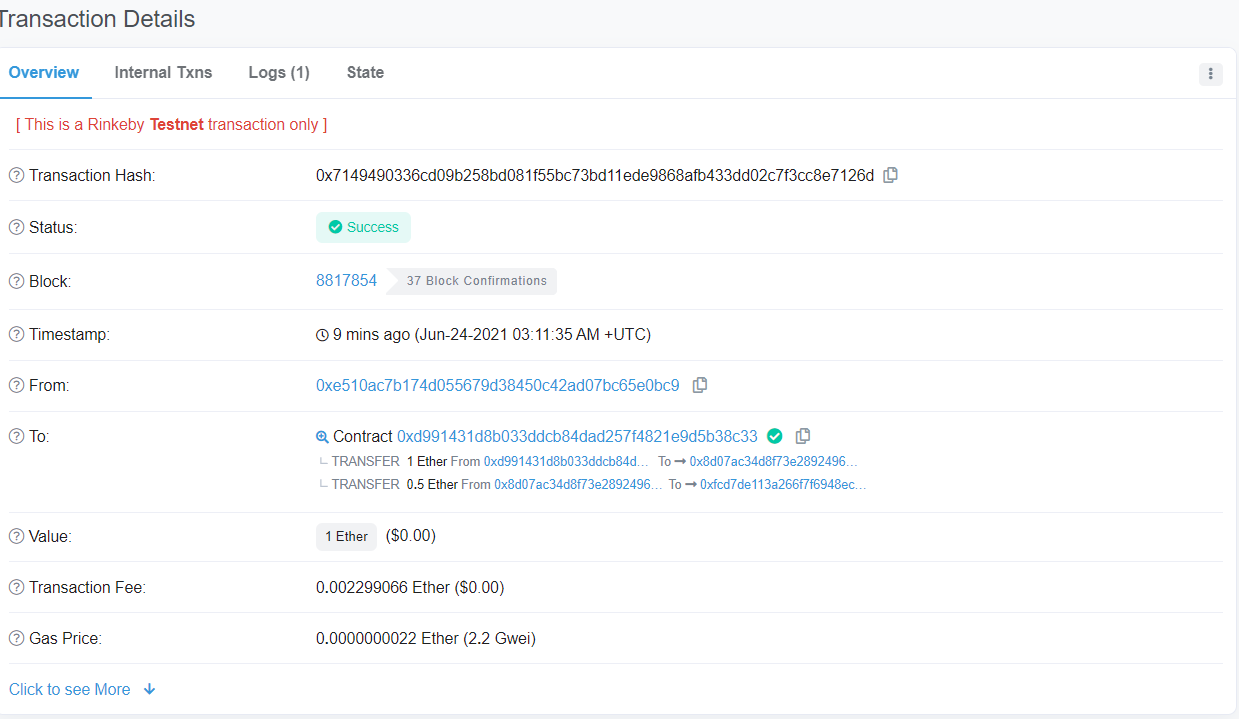 Transaction Details
Overview Internal Txns Logs (1) State
[ This is a Rinkeby Testnet transaction only ]
Transaction Hash: 0x7149490336cd09b258bd081f55bc73bd11ede9868afb433dd02c7f3cc8e7126d
Status: Success
Block: 8817854 37 Block Confirmations
Timestamp: 9 mins ago (Jun-24-2021 03:11:35 AM +UTC)
From: 0xe510ac7b174d055679d38450c42ad07bc65e0bc9
To: Contract 0xd991431d8b033ddcb84dad257f4821e9d5b38c33
TRANSFER 1 Ether From 0xd991431d8b033ddcb84d... To → 0x8d07ac34d8f73e2892496...
TRANSFER 0.5 Ether From 0x8d07ac34d8f73e2892496... To → 0xfcd7de113a266f7f6948ec...
Value: 1 Ether ($0.00)
Transaction Fee: 0.002299066 Ether ($0.00)
Gas Price: 0.0000000022 Ether (2.2 Gwei)
Click to see More ↓